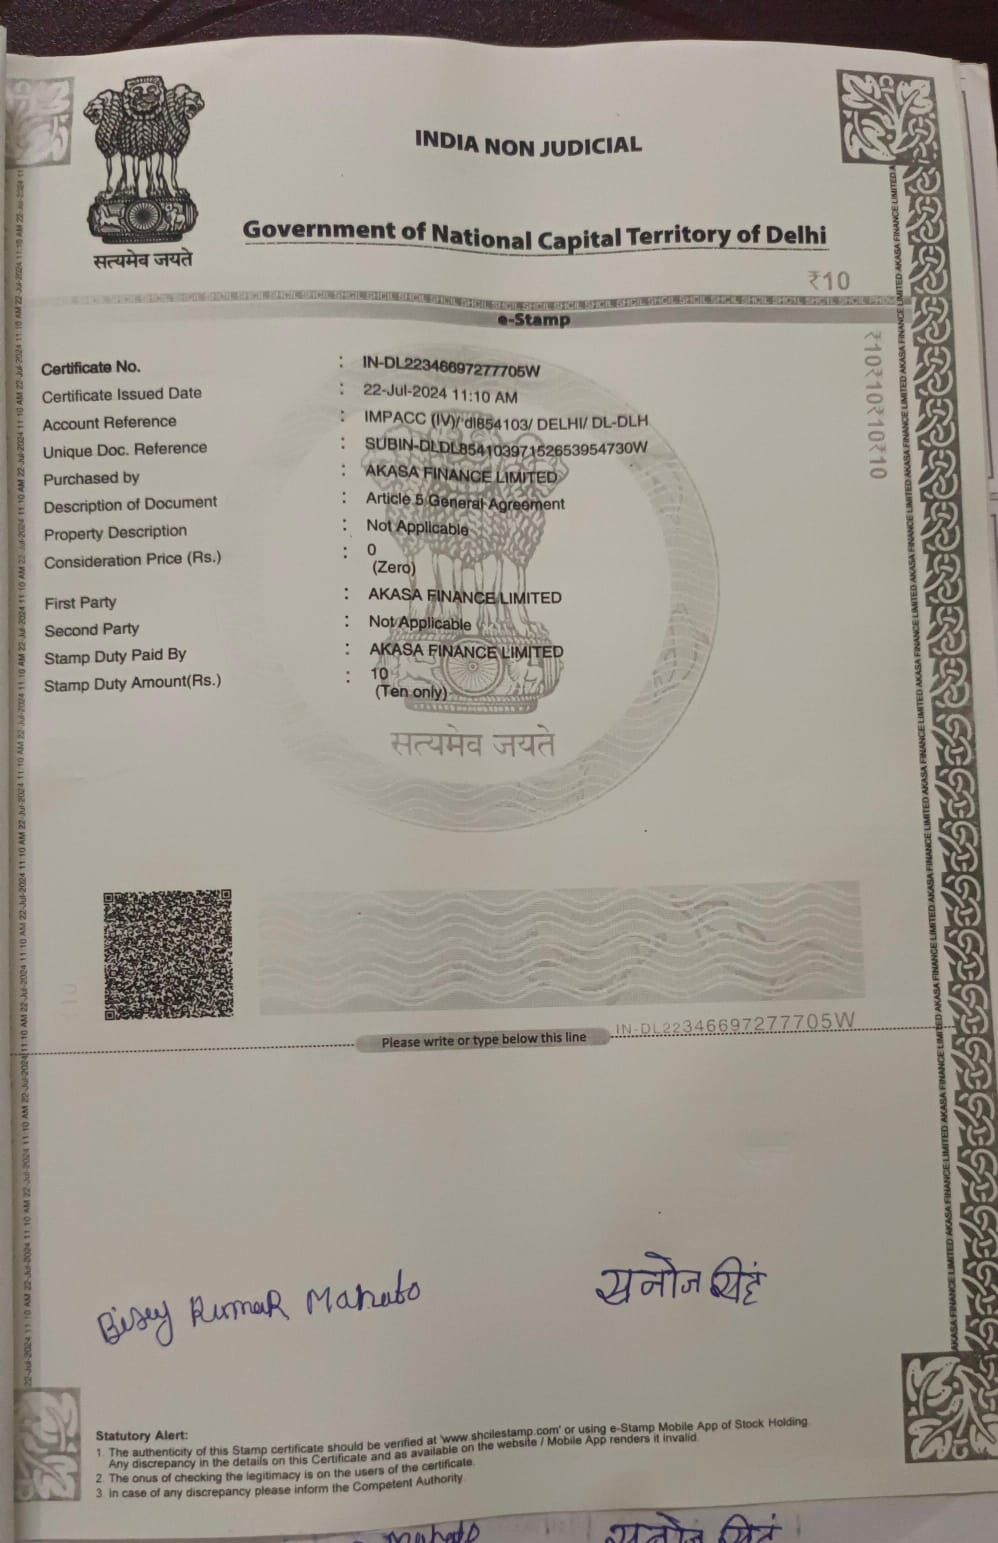 INDIA NON JUDICIAL
Government of National Capital Territory of Delhi
सत्यमेव जयते
₹10
e-Stamp
₹10₹10₹10₹10
Certificate No. : IN-DL22346697277705W
Certificate Issued Date : 22-Jul-2024 11:10 AM
Account Reference : IMPACC (IV)/ dl854103/ DELHI/ DL-DLH
Unique Doc. Reference : SUBIN-DLDL85410397152653954730W
Purchased by : AKASA FINANCE LIMITED
Description of Document : Article 5 General Agreement
Property Description : Not Applicable
Consideration Price (Rs.) : 0
(Zero)
First Party : AKASA FINANCE LIMITED
Second Party : Not Applicable
Stamp Duty Paid By : AKASA FINANCE LIMITED
Stamp Duty Amount(Rs.) : 10
(Ten only)
सत्यमेव जयते
IN-DL22346697277705W
Please write or type below this line
Bisey Kumar Mahato सनोज सिंह
Statutory Alert:
1. The authenticity of this Stamp certificate should be verified at 'www.shcilestamp.com' or using e-Stamp Mobile App of Stock Holding.
Any discrepancy in the details on this Certificate and as available on the website / Mobile App renders it invalid.
2. The onus of checking the legitimacy is on the users of the certificate.
3. In case of any discrepancy please inform the Competent Authority.
Mahato सनोज सिंह